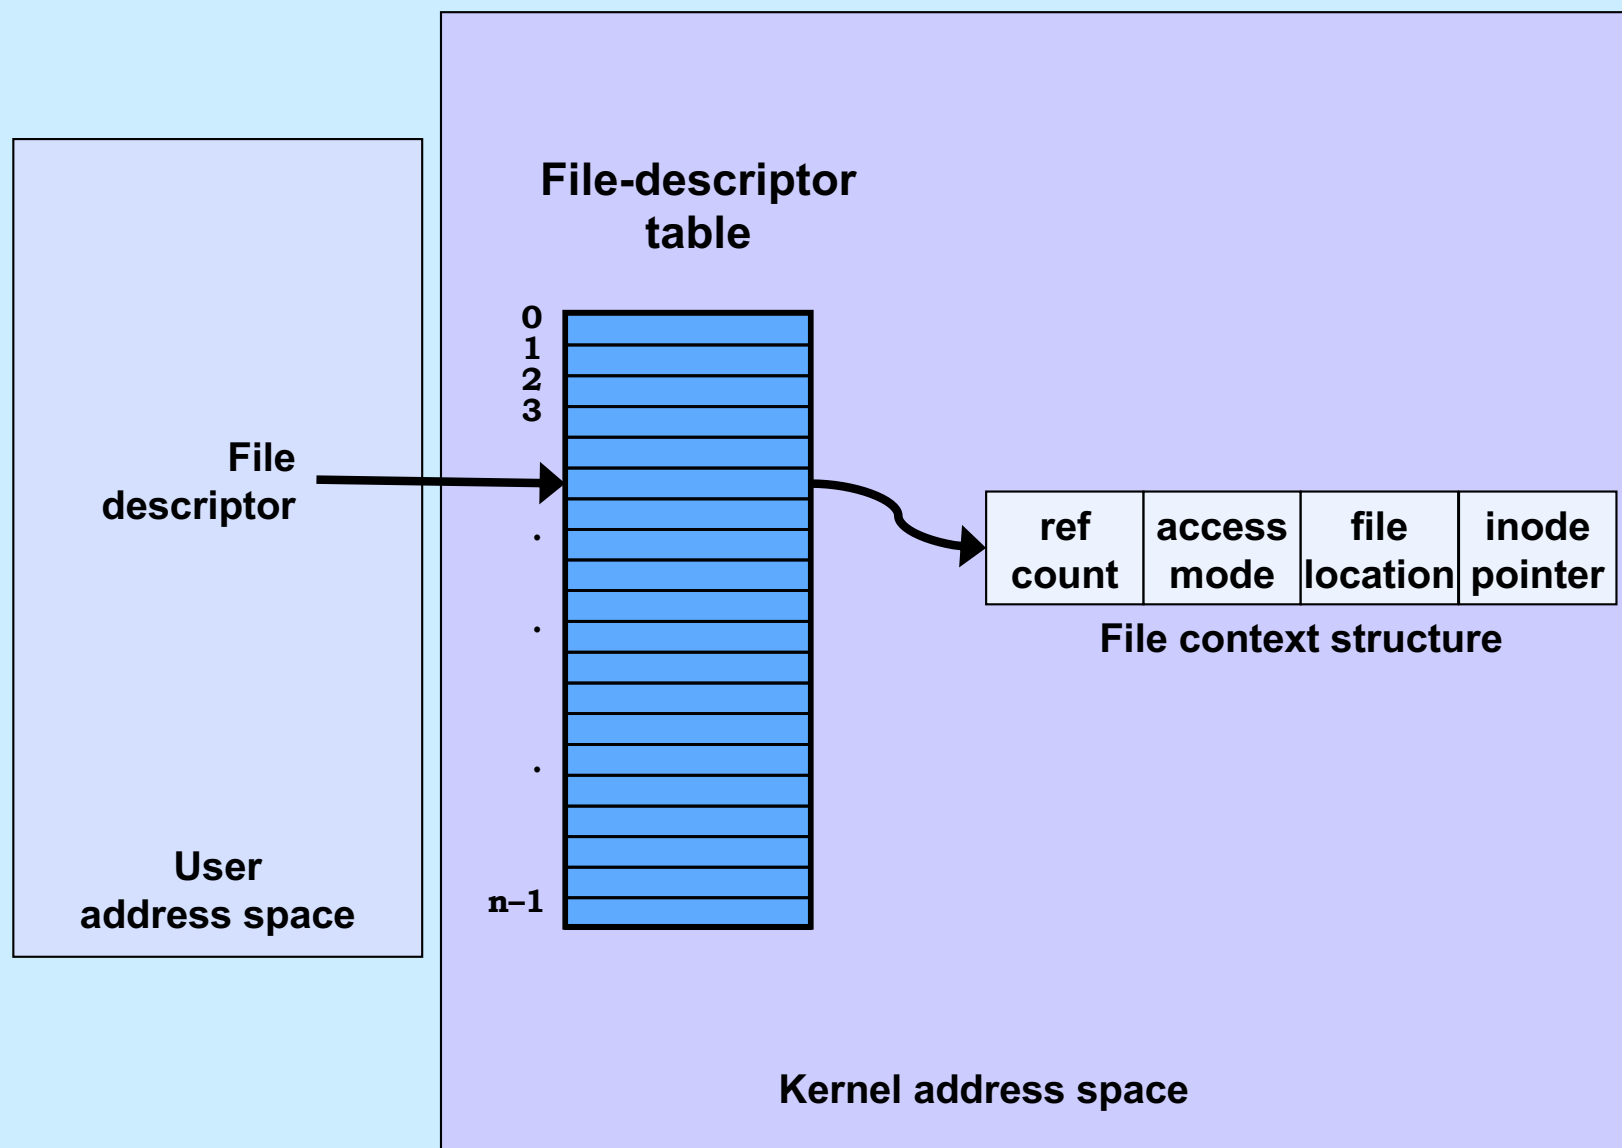 File-descriptor
table
0
1
2
3
.
.
.
n–1
File
descriptor
User
address space
ref
count
access
mode
file
location
inode
pointer
File context structure
Kernel address space